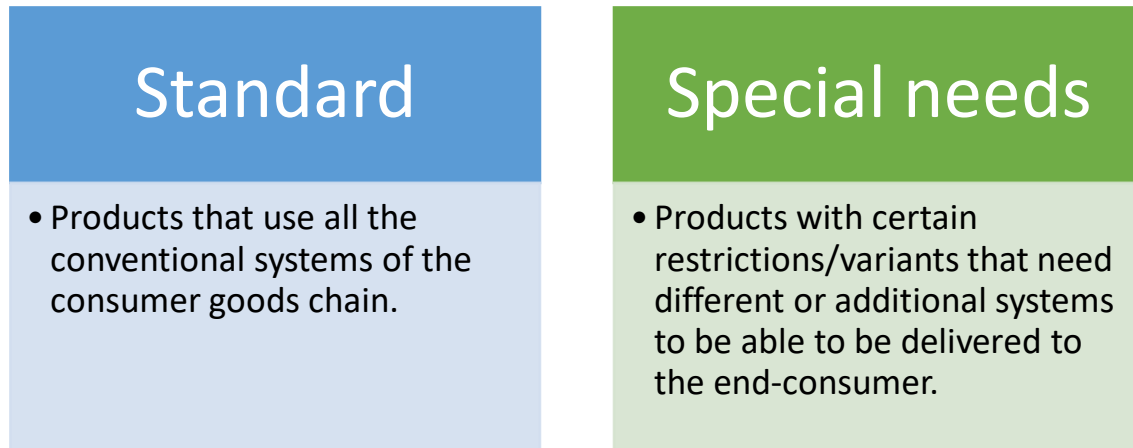 Standard
• Products that use all the
conventional systems of the
consumer goods chain.
Special needs
• Products with certain
restrictions/variants that need
different or additional systems
to be able to be delivered to
the end-consumer.